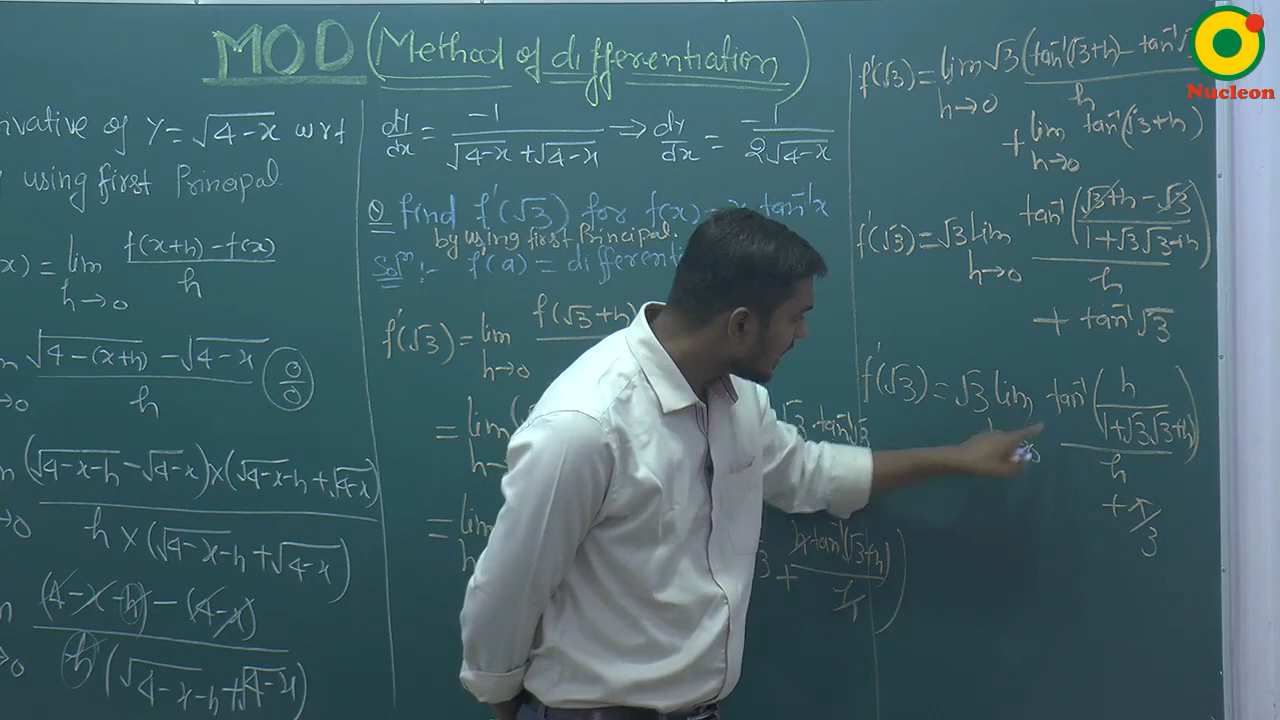 MOD (Method of differentiation)
rivative of y = √(4-x) w r t
using first Principal.
x) = lim h→0 (f(x+h) - f(x))/h
(√(4-(x+h)) - √(4-x))/h (0/0)
→0
(√(4-x-h) - √(4-x)) × (√(4-x-h) + √(4-x))
→0 h × (√(4-x-h) + √(4-x))
(4-x-h) - (4-x)
→0 h (√(4-x-h) + √(4-x))
dy/dx = -1/(√(4-x) + √(4-x)) ⇒ dy/dx = -1/(2√(4-x))
Q find f'(√3) for f(x) = x tan⁻¹x
by using first Principal.
Solⁿ :- f'(a) = different
f'(√3) = lim h→0 f(√3+h)
= lim h→ √3·tan⁻¹√3
= lim h + h tan⁻¹(√3+h)/h)
f'(√3) = lim h→0 √3 (tan⁻¹(√3+h) - tan⁻¹√)/h
+ lim h→0 tan⁻¹(√3+h)
f'(√3) = √3 lim h→0 tan⁻¹((√3+h-√3)/(1+√3 √3+h))/h
+ tan⁻¹√3
f'(√3) = √3 lim tan⁻¹(h/(1+√3 √3+h))/h
+ π/3
Nucleon